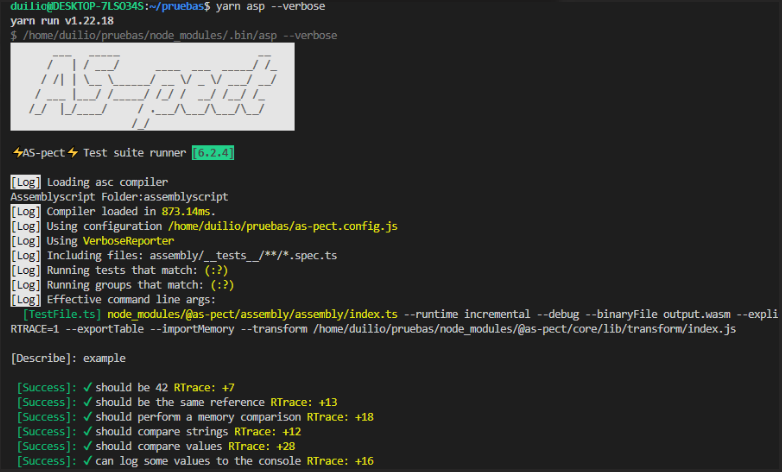 duilio@DESKTOP-7LSO34S:~/pruebas$ yarn asp --verbose
yarn run v1.22.18
$ /home/duilio/pruebas/node_modules/.bin/asp --verbose
AS-pect
⚡AS-pect⚡ Test suite runner [6.2.4]
[Log] Loading asc compiler
Assemblyscript Folder:assemblyscript
[Log] Compiler loaded in 873.14ms.
[Log] Using configuration /home/duilio/pruebas/as-pect.config.js
[Log] Using VerboseReporter
[Log] Including files: assembly/__tests__/**/*.spec.ts
[Log] Running tests that match: (:?)
[Log] Running groups that match: (:?)
[Log] Effective command line args:
[TestFile.ts] node_modules/@as-pect/assembly/assembly/index.ts --runtime incremental --debug --binaryFile output.wasm --expli
RTRACE=1 --exportTable --importMemory --transform /home/duilio/pruebas/node_modules/@as-pect/core/lib/transform/index.js
[Describe]: example
[Success]: ✔ should be 42 RTrace: +7
[Success]: ✔ should be the same reference RTrace: +13
[Success]: ✔ should perform a memory comparison RTrace: +18
[Success]: ✔ should compare strings RTrace: +12
[Success]: ✔ should compare values RTrace: +28
[Success]: ✔ can log some values to the console RTrace: +16